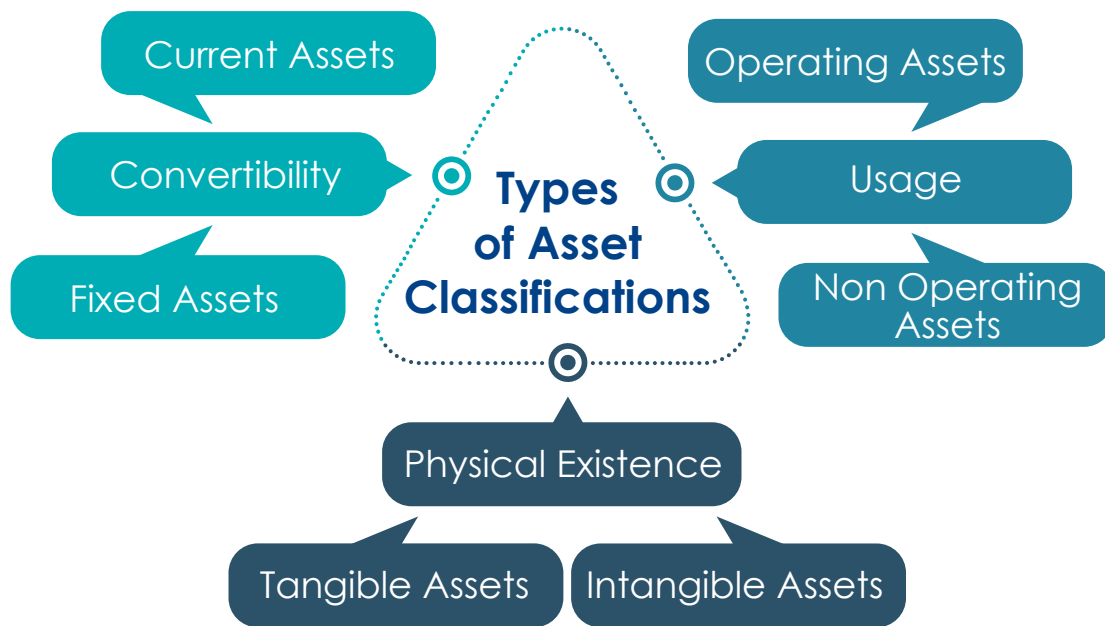 Current Assets
Convertibility
Fixed Assets
Types
of Asset
Classifications
Operating Assets
Usage
Non Operating
Assets
Physical Existence
Tangible Assets
Intangible Assets